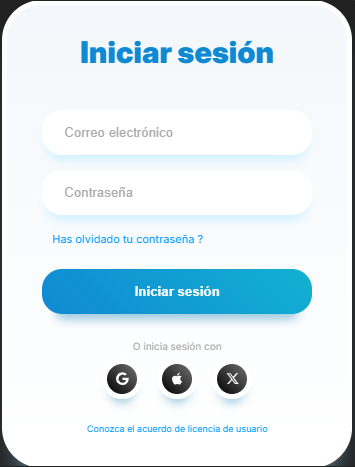 Iniciar sesión
Correo electrónico
Contraseña
Has olvidado tu contraseña ?
Iniciar sesión
O inicia sesión con
Conozca el acuerdo de licencia de usuario